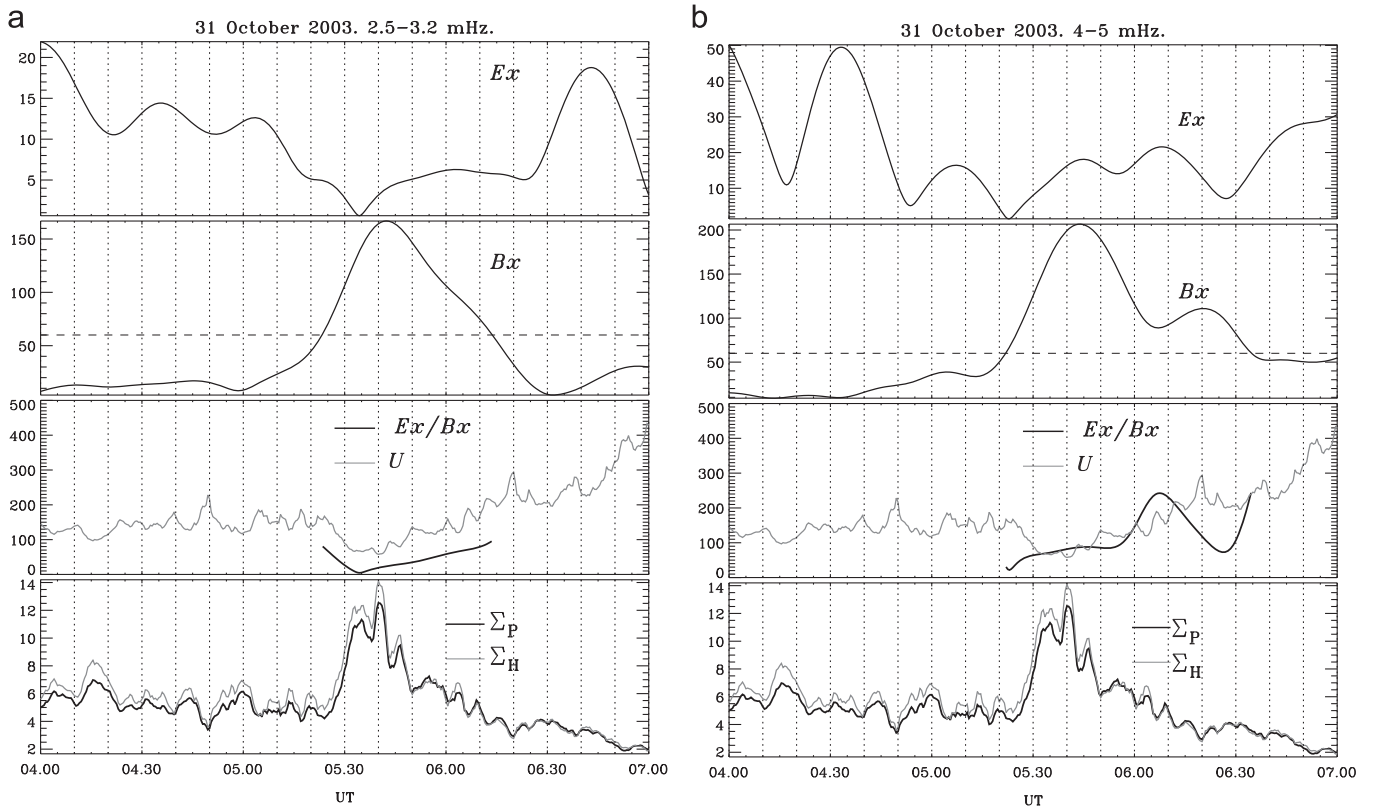 a
31 October 2003. 2.5–3.2 mHz.
20
15
10
5
Ex
150
100
50
Bx
500
400
300
200
100
0
Ex/Bx
U
14
12
10
8
6
4
2
ΣP
ΣH
04.00 04.30 05.00 05.30 06.00 06.30 07.00
UT
b
31 October 2003. 4–5 mHz.
50
40
30
20
10
Ex
200
150
100
50
Bx
500
400
300
200
100
0
Ex/Bx
U
14
12
10
8
6
4
2
ΣP
ΣH
04.00 04.30 05.00 05.30 06.00 06.30 07.00
UT